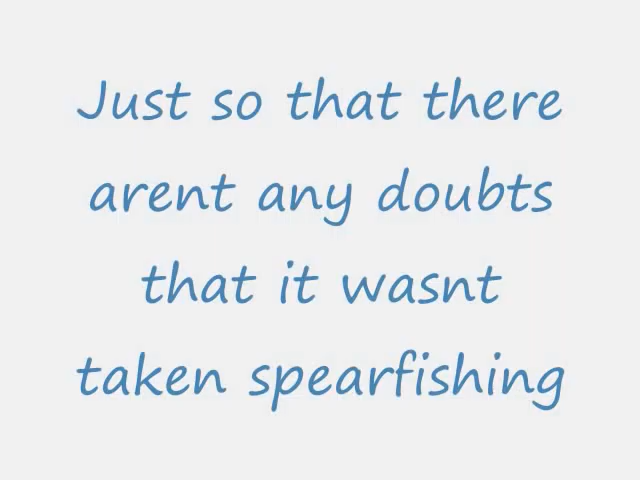 Just so that there
arent any doubts
that it wasnt
taken spearfishing